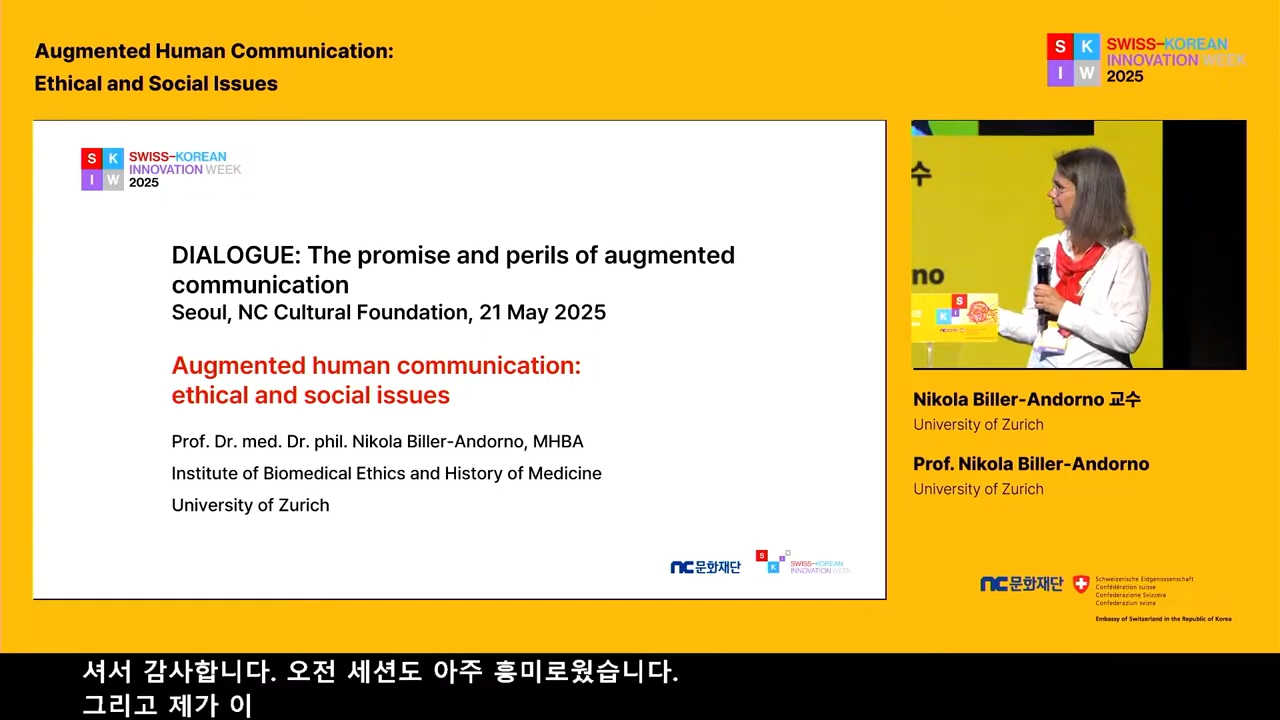 Augmented Human Communication:
Ethical and Social Issues
S K
I W
SWISS–KOREAN
INNOVATION WEEK
2025
S K
I W
SWISS–KOREAN
INNOVATION WEEK
2025
DIALOGUE: The promise and perils of augmented
communication
Seoul, NC Cultural Foundation, 21 May 2025
Augmented human communication:
ethical and social issues
Prof. Dr. med. Dr. phil. Nikola Biller-Andorno, MHBA
Institute of Biomedical Ethics and History of Medicine
University of Zurich
nc문화재단
S
K I
SWISS–KOREAN
INNOVATION WEEK
수
no
S
K I
Nikola Biller-Andorno 교수
University of Zurich
Prof. Nikola Biller-Andorno
University of Zurich
nc문화재단
Schweizerische Eidgenossenschaft
Confédération suisse
Confederazione Svizzera
Confederaziun svizra
Embassy of Switzerland in the Republic of Korea
셔서 감사합니다. 오전 세션도 아주 흥미로웠습니다.
그리고 제가 이